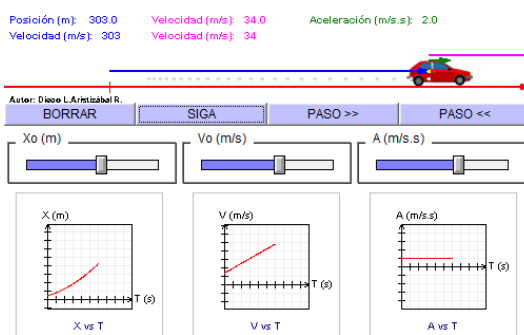 Posición (m): 303.0 Velocidad (m/s): 34.0 Aceleración (m/s.s): 2.0
Velocidad (m/s): 303 Velocidad (m/s): 34
Autor: Diego L.Aristizábal R.
BORRAR SIGA PASO >> PASO <<
Xo (m) Vo (m/s) A (m/s.s)
X (m) V (m/s) A (m/s.s)
T (s) T (s) T (s)
X vs T V vs T A vs T